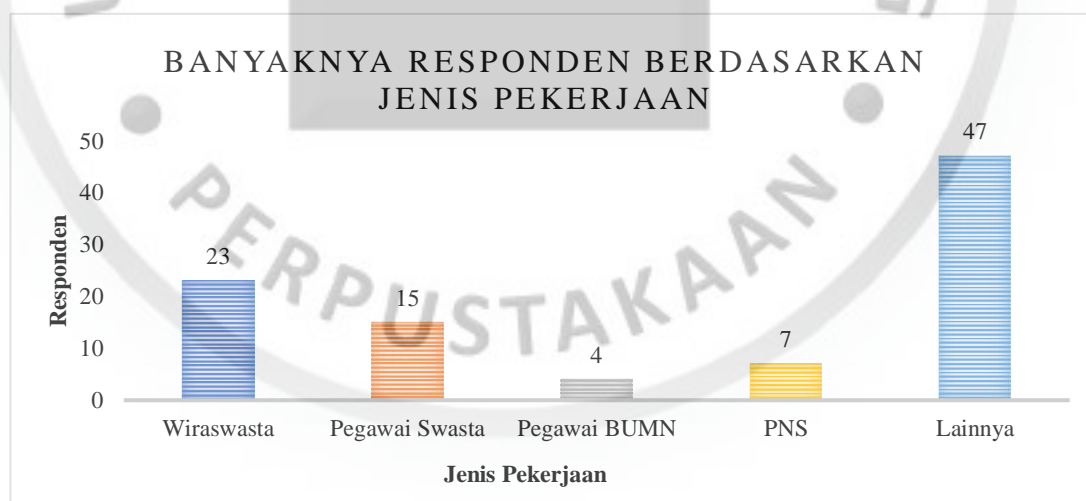 BANYAKNYA RESPONDEN BERDASARKAN
JENIS PEKERJAAN
50
40
30
20
10
0
Responden
23
15
4
7
47
Wiraswasta Pegawai Swasta Pegawai BUMN PNS Lainnya
Jenis Pekerjaan
PERPUSTAKAAN